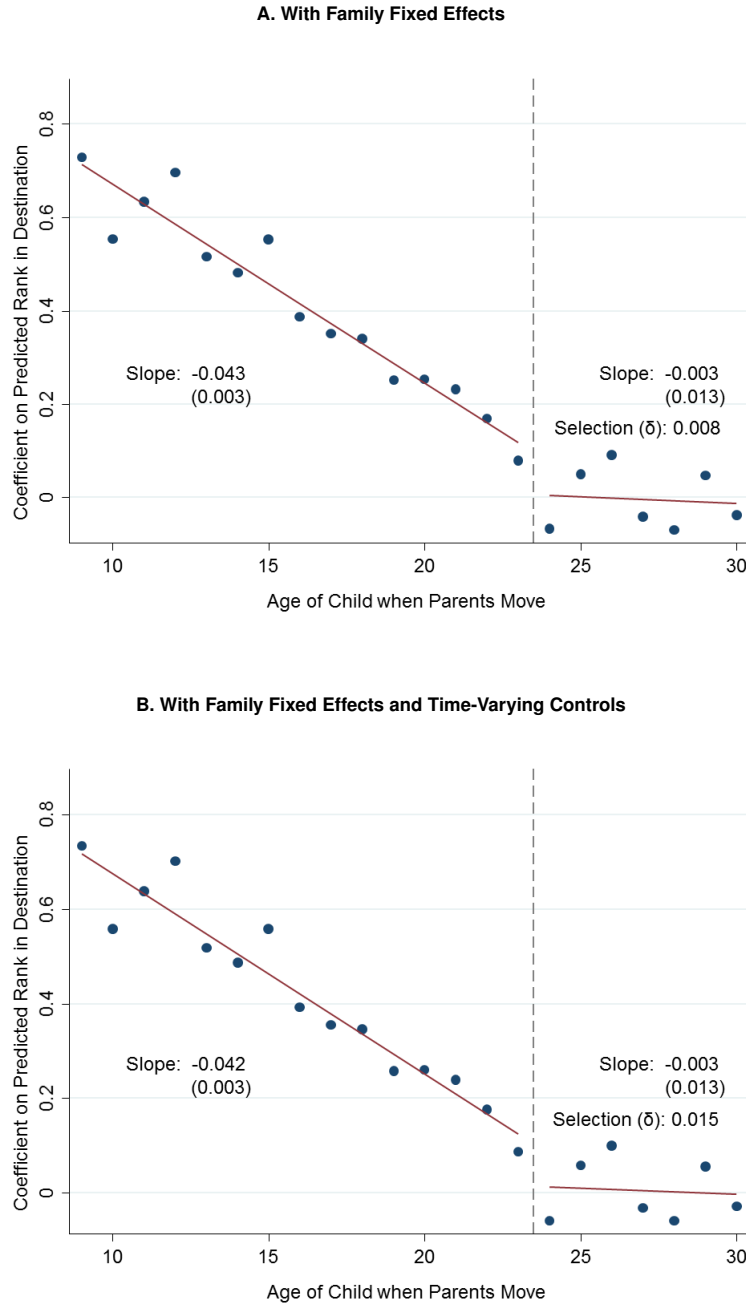 A. With Family Fixed Effects
Coefficient on Predicted Rank in Destination
0.8
0.6
0.4
0.2
0
Slope: -0.043
(0.003)
Slope: -0.003
(0.013)
Selection (δ): 0.008
10 15 20 25 30
Age of Child when Parents Move
B. With Family Fixed Effects and Time-Varying Controls
Coefficient on Predicted Rank in Destination
0.8
0.6
0.4
0.2
0
Slope: -0.042
(0.003)
Slope: -0.003
(0.013)
Selection (δ): 0.015
10 15 20 25 30
Age of Child when Parents Move